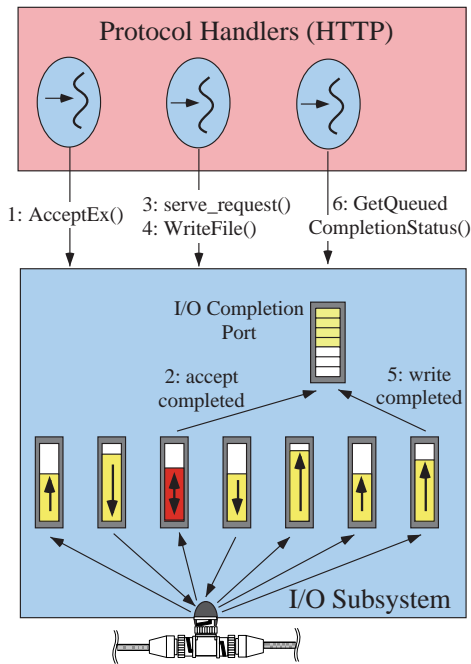 Protocol Handlers (HTTP)
1: AcceptEx()
3: serve_request()
4: WriteFile()
6: GetQueued
CompletionStatus()
I/O Completion
Port
2: accept
completed
5: write
completed
I/O Subsystem